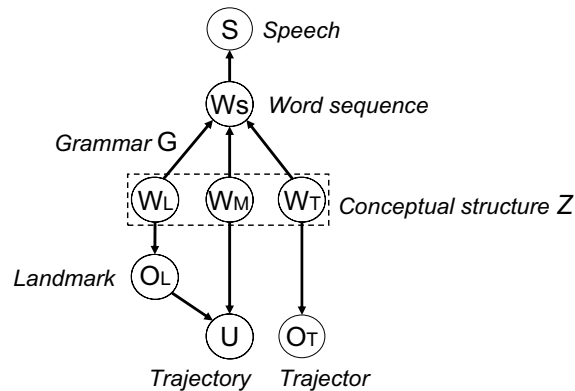 S Speech
Ws Word sequence
Grammar G
WL WM WT Conceptual structure Z
Landmark OL
U OT
Trajectory Trajector